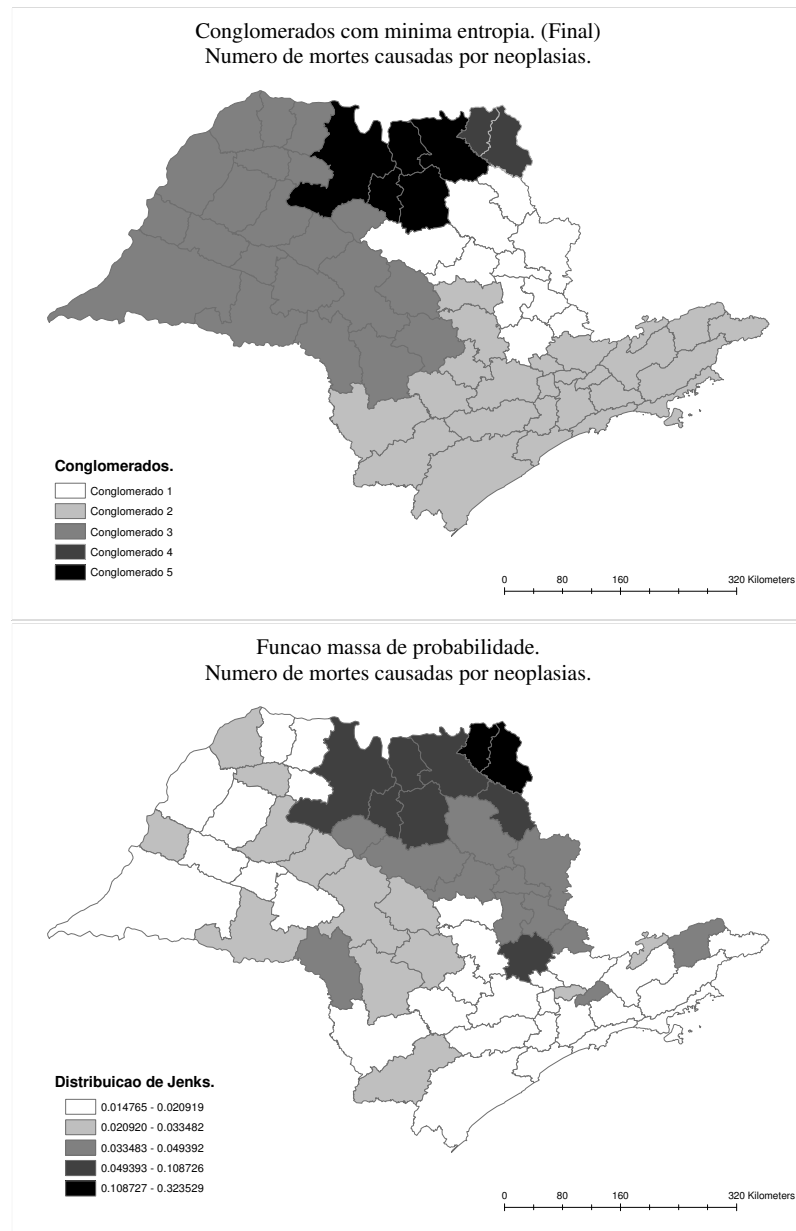 Conglomerados com minima entropia. (Final)
Numero de mortes causadas por neoplasias.
Conglomerados.
Conglomerado 1
Conglomerado 2
Conglomerado 3
Conglomerado 4
Conglomerado 5
0 80 160 320 Kilometers
Funcao massa de probabilidade.
Numero de mortes causadas por neoplasias.
Distribuicao de Jenks.
0.014765 - 0.020919
0.020920 - 0.033482
0.033483 - 0.049392
0.049393 - 0.108726
0.108727 - 0.323529
0 80 160 320 Kilometers